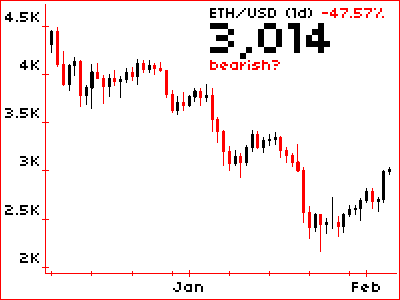 ETH/USD (1d) -47.57%
3,014
bearish?
4.5K
4K
3.5K
3K
2.5K
2K
Jan Feb